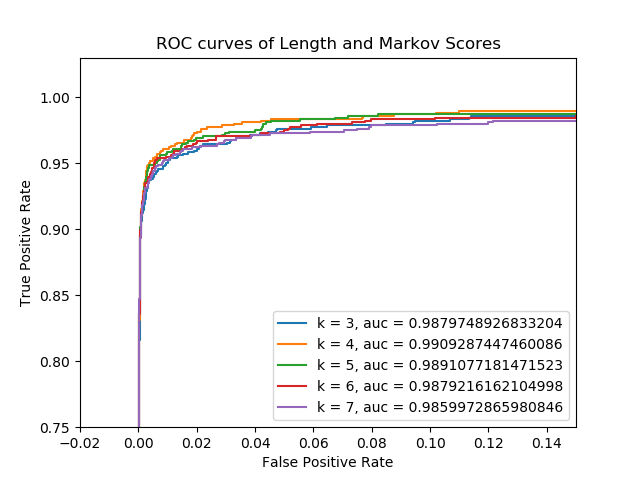 ROC curves of Length and Markov Scores
True Positive Rate
1.00
0.95
0.90
0.85
0.80
0.75
k = 3, auc = 0.9879748926833204
k = 4, auc = 0.9909287447460086
k = 5, auc = 0.9891077181471523
k = 6, auc = 0.9879216162104998
k = 7, auc = 0.9859972865980846
−0.02 0.00 0.02 0.04 0.06 0.08 0.10 0.12 0.14
False Positive Rate